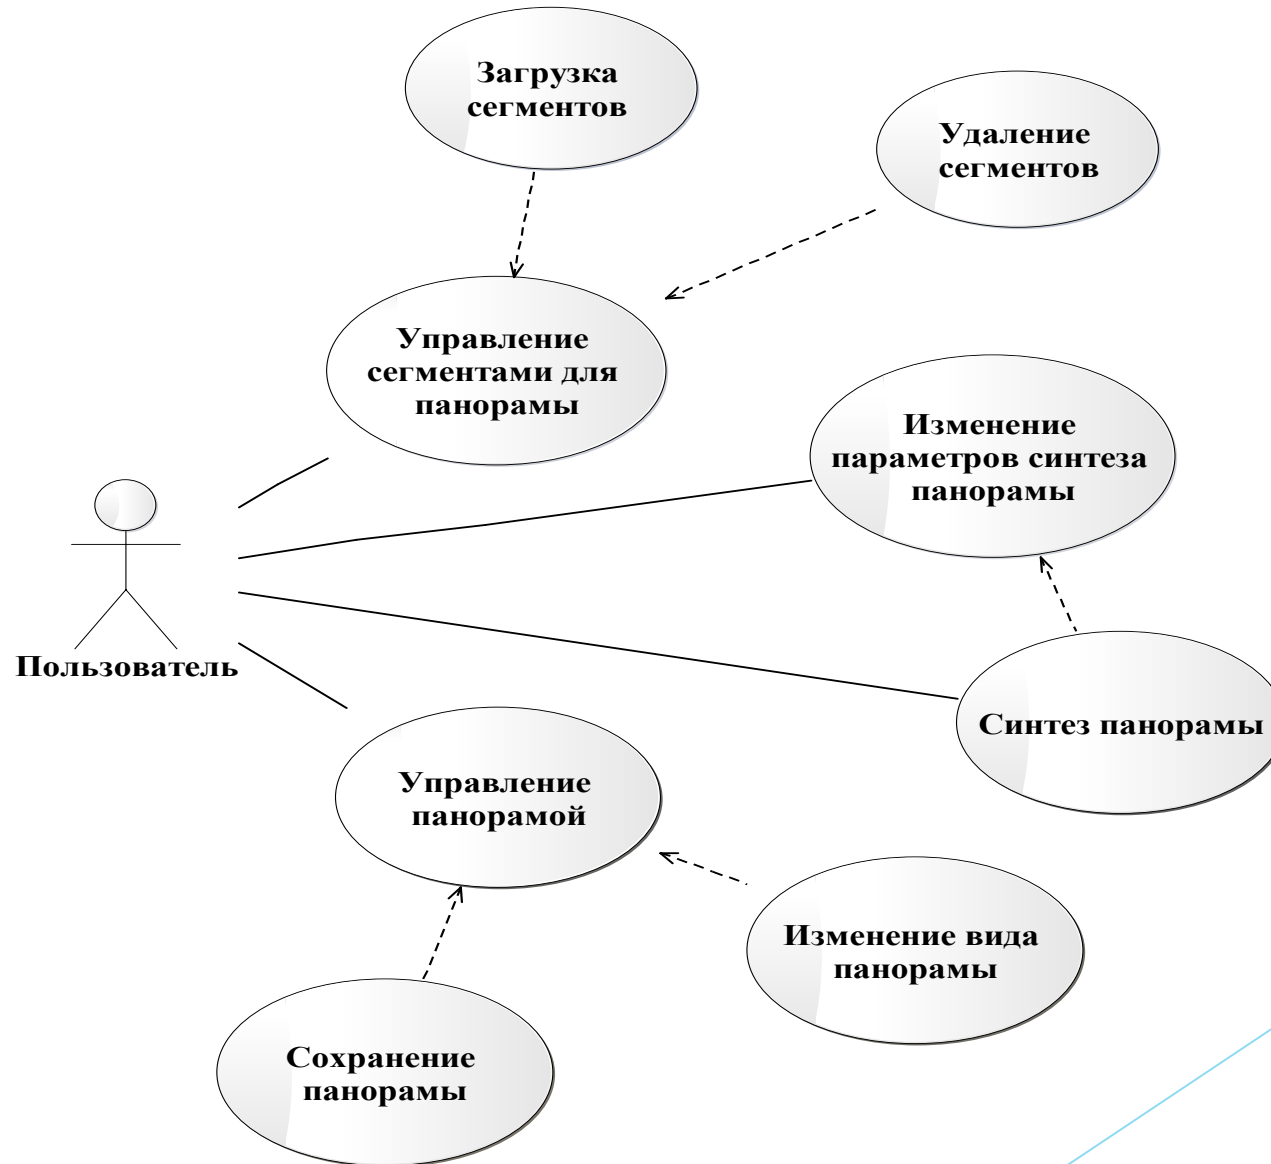 Загрузка
сегментов
Удаление
сегментов
Управление
сегментами для
панорамы
Изменение
параметров синтеза
панорамы
Пользователь
Синтез панорамы
Управление
панорамой
Изменение вида
панорамы
Сохранение
панорамы